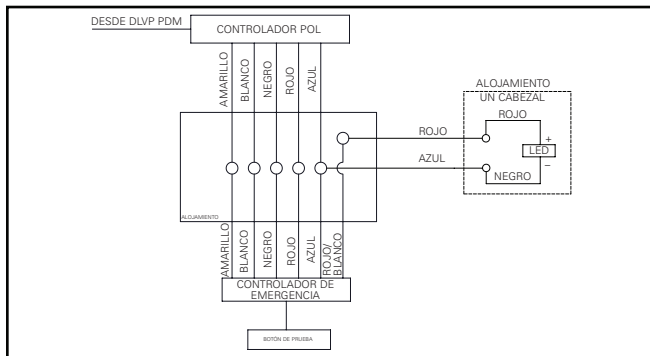 DESDE DLVP PDM
CONTROLADOR POL
AMARILLO
BLANCO
NEGRO
ROJO
AZUL
ALOJAMIENTO
UN CABEZAL
ROJO
ROJO
+
LED
AZUL
–
NEGRO
ALOJAMIENTO
AMARILLO
BLANCO
NEGRO
ROJO
AZUL
ROJO/
BLANCO
CONTROLADOR DE
EMERGENCIA
BOTÓN DE PRUEBA